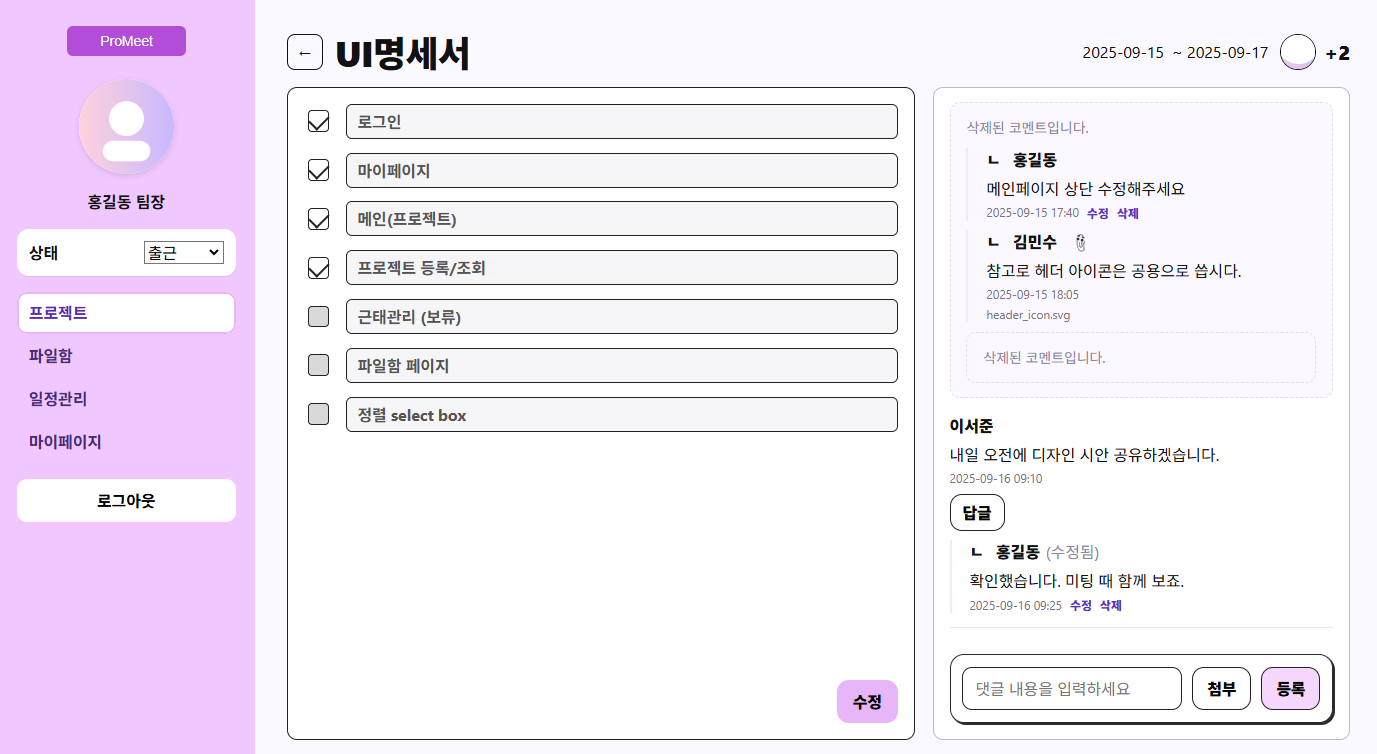 ProMeet
홍길동 팀장
상태 출근
프로젝트
파일함
일정관리
마이페이지
로그아웃
← UI명세서
2025-09-15 ~ 2025-09-17 +2
로그인
마이페이지
메인(프로젝트)
프로젝트 등록/조회
근태관리 (보류)
파일함 페이지
정렬 select box
수정
삭제된 코멘트입니다.
ㄴ 홍길동
메인페이지 상단 수정해주세요
2025-09-15 17:40 수정 삭제
ㄴ 김민수
참고로 헤더 아이콘은 공용으로 씁시다.
2025-09-15 18:05
header_icon.svg
삭제된 코멘트입니다.
이서준
내일 오전에 디자인 시안 공유하겠습니다.
2025-09-16 09:10
답글
ㄴ 홍길동 (수정됨)
확인했습니다. 미팅 때 함께 보죠.
2025-09-16 09:25 수정 삭제
댓글 내용을 입력하세요 첨부 등록